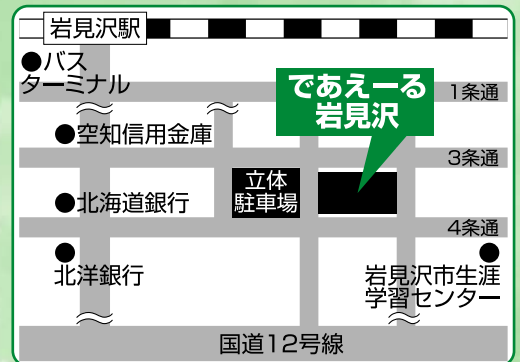 岩見沢駅
●バス
ターミナル
であえーる
岩見沢
1条通
●空知信用金庫
3条通
立体
駐車場
●北海道銀行
4条通
●
北洋銀行
●
岩見沢市生涯
学習センター
国道12号線